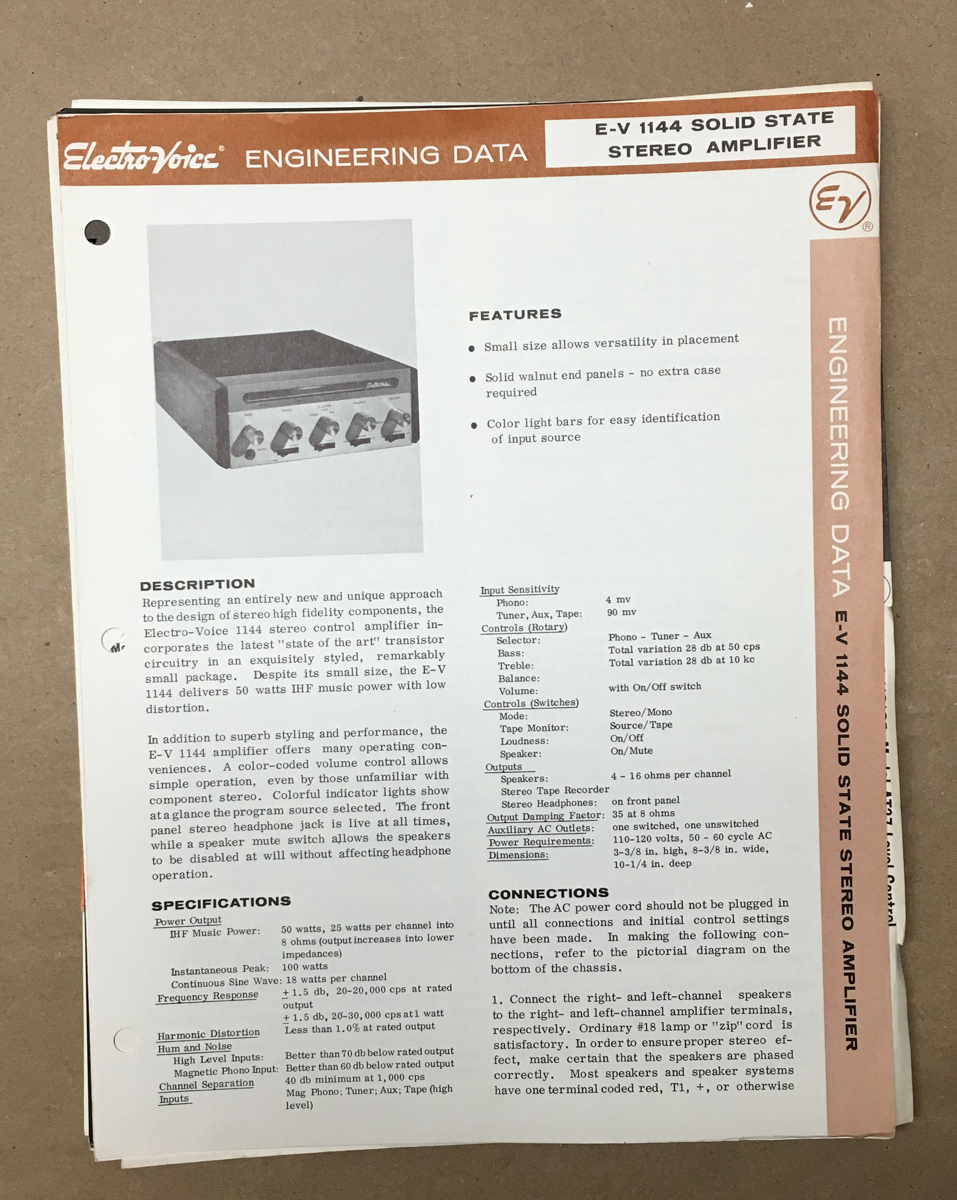 Electro-Voice® ENGINEERING DATA
E-V 1144 SOLID STATE
STEREO AMPLIFIER
EV®
ENGINEERING DATA E-V 1144 SOLID STATE STEREO AMPLIFIER
FEATURES
● Small size allows versatility in placement
● Solid walnut end panels - no extra case
required
● Color light bars for easy identification
of input source
DESCRIPTION
Representing an entirely new and unique approach
to the design of stereo high fidelity components, the
Electro-Voice 1144 stereo control amplifier in-
corporates the latest "state of the art" transistor
circuitry in an exquisitely styled, remarkably
small package. Despite its small size, the E-V
1144 delivers 50 watts IHF music power with low
distortion.
In addition to superb styling and performance, the
E-V 1144 amplifier offers many operating con-
veniences. A color-coded volume control allows
simple operation, even by those unfamiliar with
component stereo. Colorful indicator lights show
at a glance the program source selected. The front
panel stereo headphone jack is live at all times,
while a speaker mute switch allows the speakers
to be disabled at will without affecting headphone
operation.
SPECIFICATIONS
Power Output
IHF Music Power: 50 watts, 25 watts per channel into
8 ohms (output increases into lower
impedances)
Instantaneous Peak: 100 watts
Continuous Sine Wave: 18 watts per channel
Frequency Response ± 1.5 db, 20-20,000 cps at rated
output
± 1.5 db, 20-30,000 cps at 1 watt
Harmonic Distortion Less than 1.0% at rated output
Hum and Noise
High Level Inputs: Better than 70 db below rated output
Magnetic Phono Input: Better than 60 db below rated output
Channel Separation 40 db minimum at 1,000 cps
Inputs Mag Phono; Tuner; Aux; Tape (high
level)
Input Sensitivity
Phono: 4 mv
Tuner, Aux, Tape: 90 mv
Controls (Rotary)
Selector: Phono - Tuner - Aux
Bass: Total variation 28 db at 50 cps
Treble: Total variation 28 db at 10 kc
Balance:
Volume: with On/Off switch
Controls (Switches)
Mode: Stereo/Mono
Tape Monitor: Source/Tape
Loudness: On/Off
Speaker: On/Mute
Outputs
Speakers: 4 - 16 ohms per channel
Stereo Tape Recorder
Stereo Headphones: on front panel
Output Damping Factor: 35 at 8 ohms
Auxiliary AC Outlets: one switched, one unswitched
Power Requirements: 110-120 volts, 50 - 60 cycle AC
Dimensions: 3-3/8 in. high, 8-3/8 in. wide,
10-1/4 in. deep
CONNECTIONS
Note: The AC power cord should not be plugged in
until all connections and initial control settings
have been made. In making the following con-
nections, refer to the pictorial diagram on the
bottom of the chassis.
1. Connect the right- and left-channel speakers
to the right- and left-channel amplifier terminals,
respectively. Ordinary #18 lamp or "zip" cord is
satisfactory. In order to ensure proper stereo ef-
fect, make certain that the speakers are phased
correctly. Most speakers and speaker systems
have one terminal coded red, T1, +, or otherwise